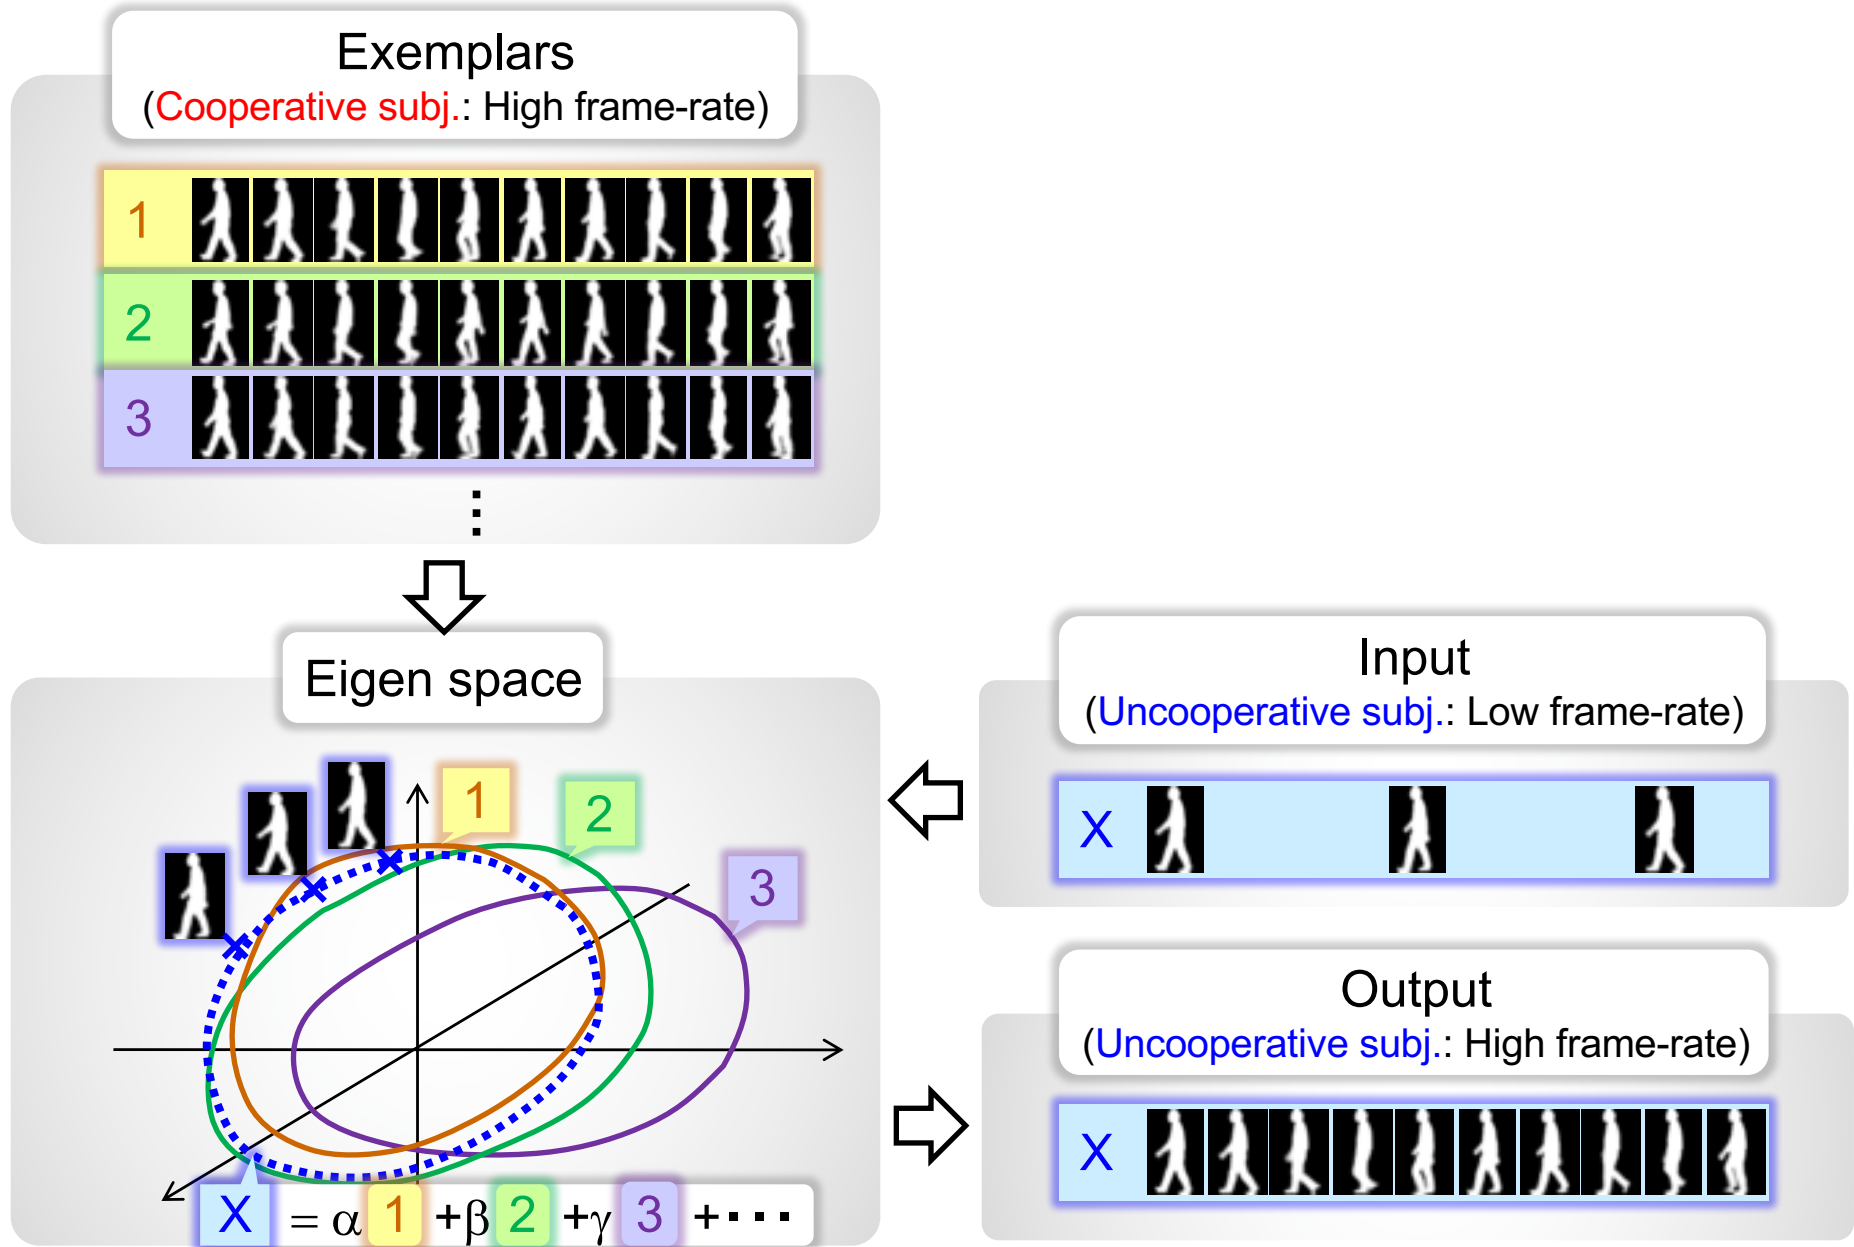 Exemplars
(Cooperative subj.: High frame-rate)
1
2
3
⋮
Eigen space
1
2
3
X = α 1 +β 2 +γ 3 +···
Input
(Uncooperative subj.: Low frame-rate)
X
Output
(Uncooperative subj.: High frame-rate)
X